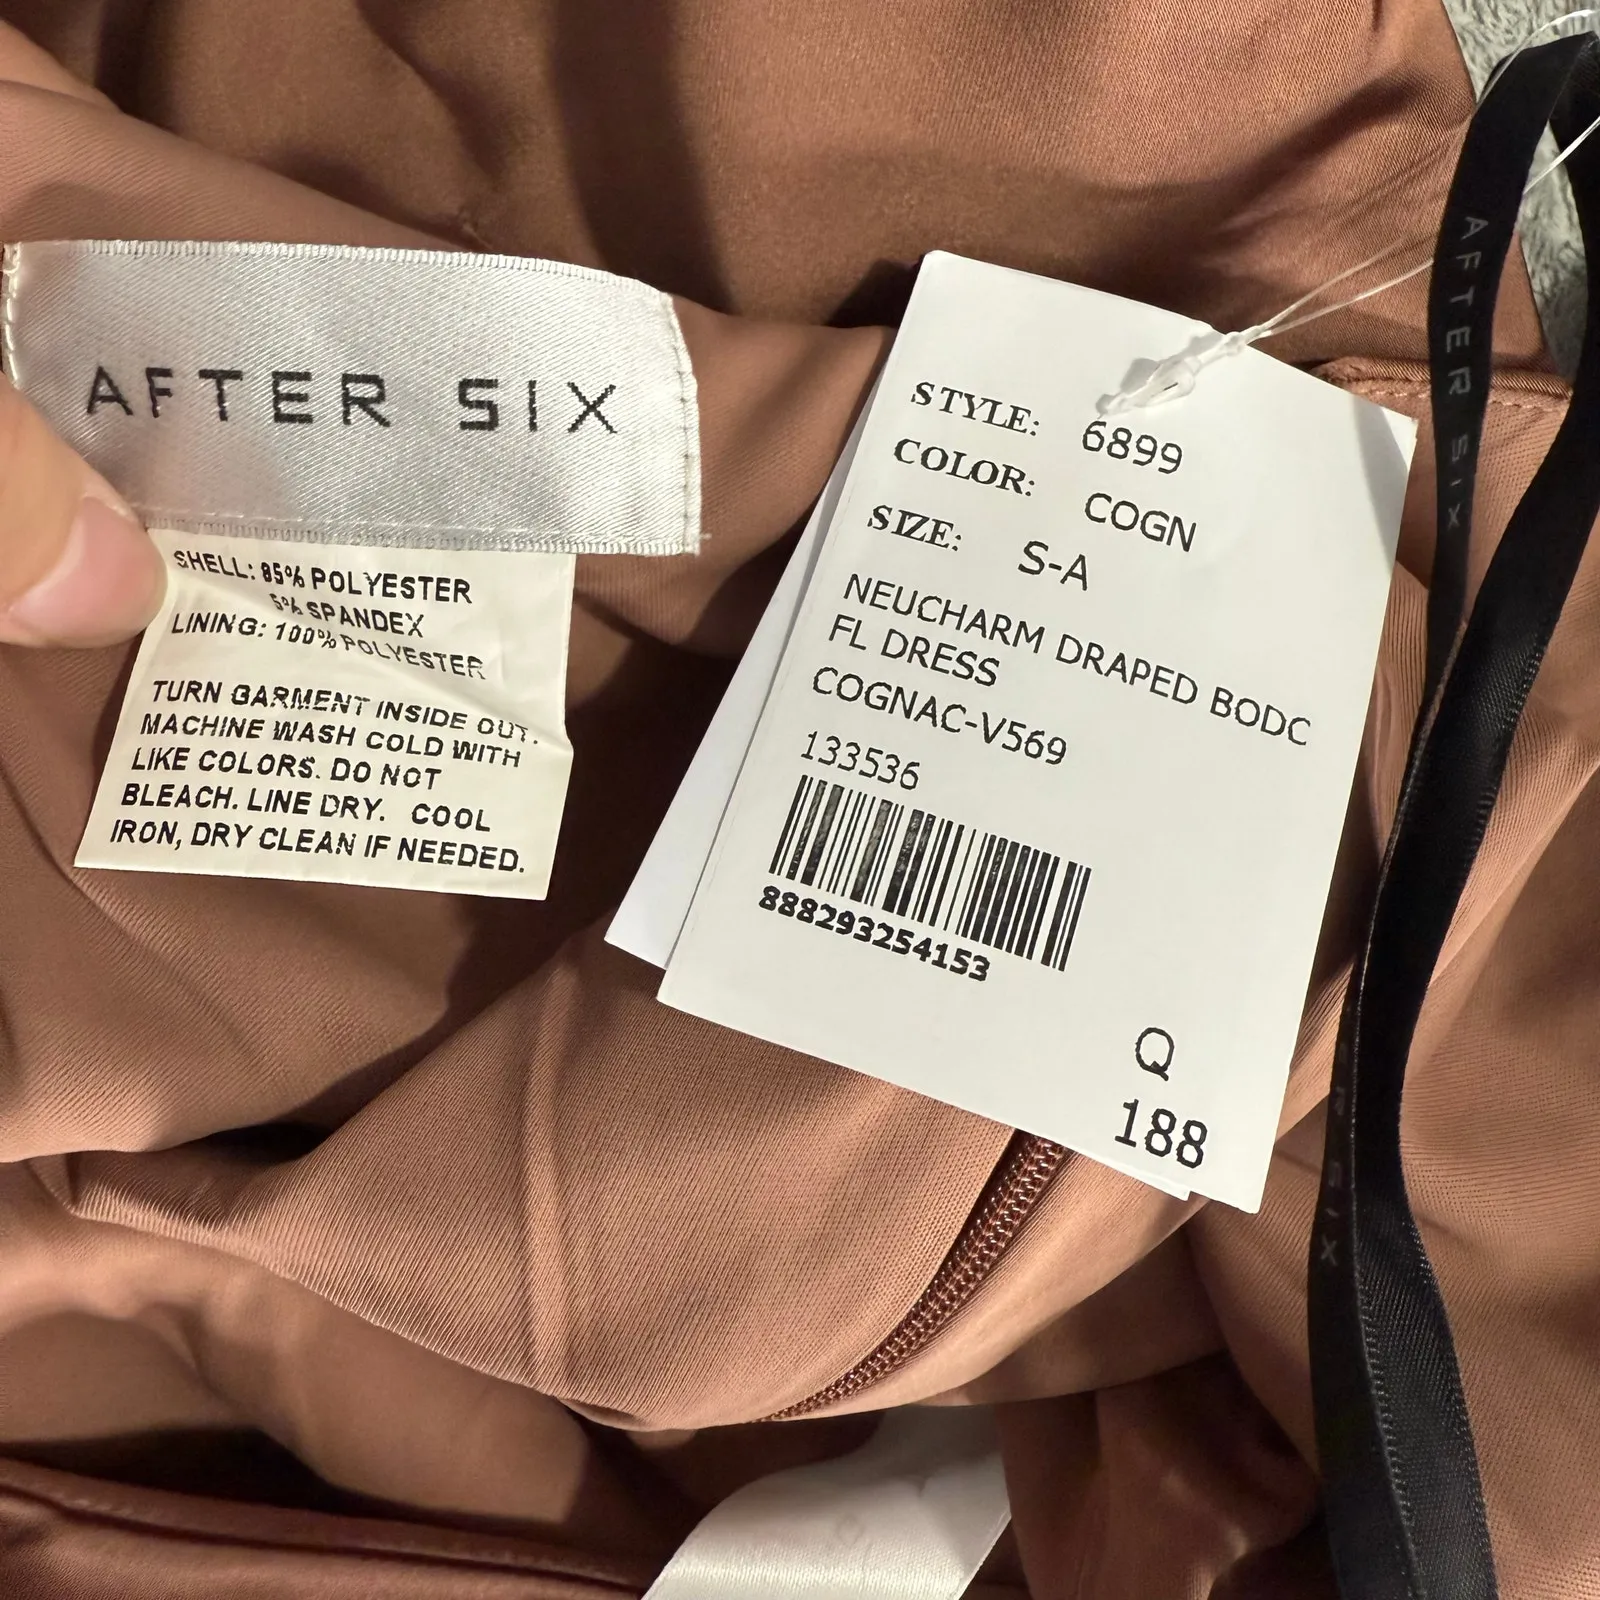 AFTER SIX
SHELL: 85% POLYESTER
5% SPANDEX
LINING: 100% POLYESTER
TURN GARMENT INSIDE OUT.
MACHINE WASH COLD WITH
LIKE COLORS. DO NOT
BLEACH. LINE DRY. COOL
IRON, DRY CLEAN IF NEEDED.
STYLE: 6899
COLOR: COGN
SIZE: S-A
NEUCHARM DRAPED BODC
FL DRESS
COGNAC-V569
133536
888293254153
Q
188
AFTER SIX
SIX